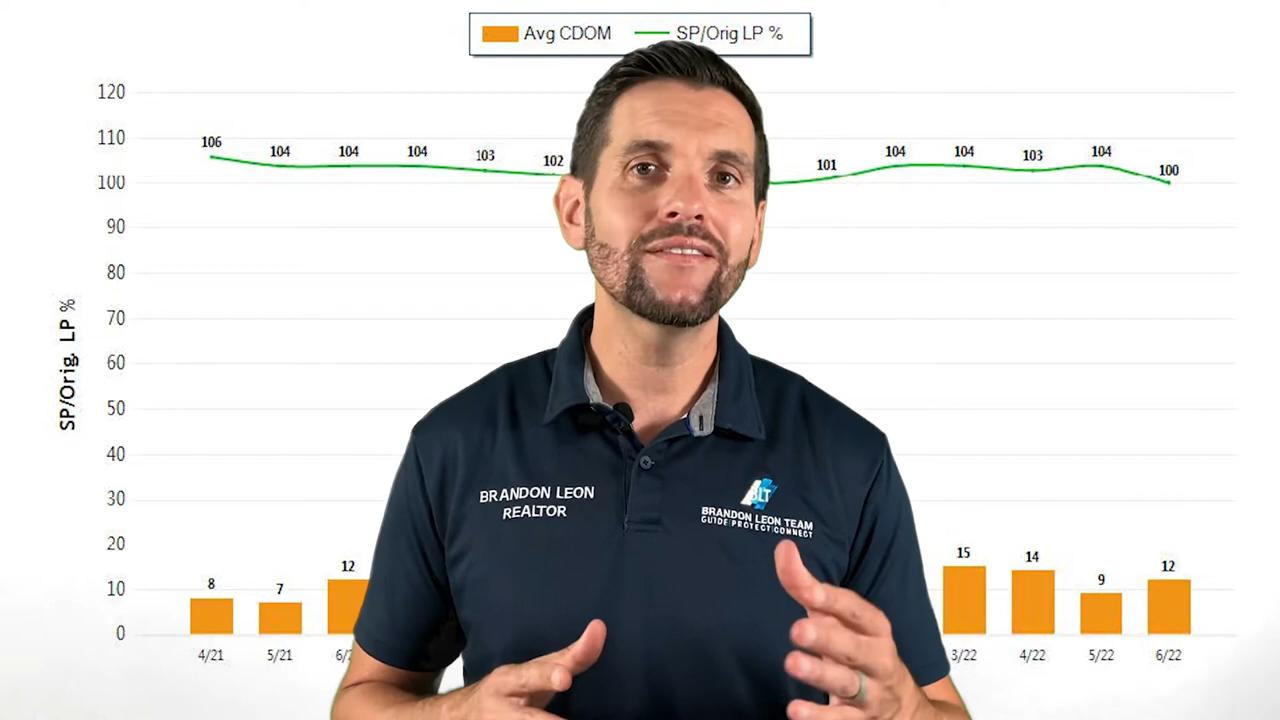 Avg CDOM SP/Orig LP %
120
110
100
90
80
70
60
50
40
30
20
10
0
SP/Orig. LP %
106 104 104 104 103 102 101 104 104 103 104 100
8 7 12 15 14 9 12
4/21 5/21 6/2 3/22 4/22 5/22 6/22
BRANDON LEON
REALTOR
BLT
BRANDON LEON TEAM
GUIDE|PROTECT|CONNECT